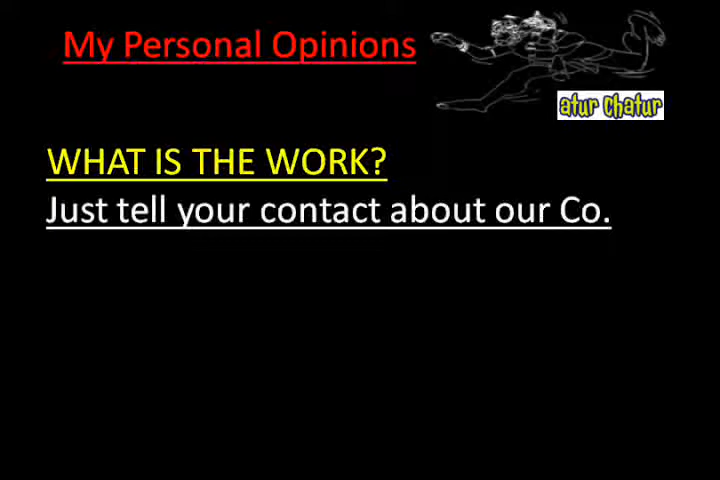 My Personal Opinions
atur Chatur
WHAT IS THE WORK?
Just tell your contact about our Co.